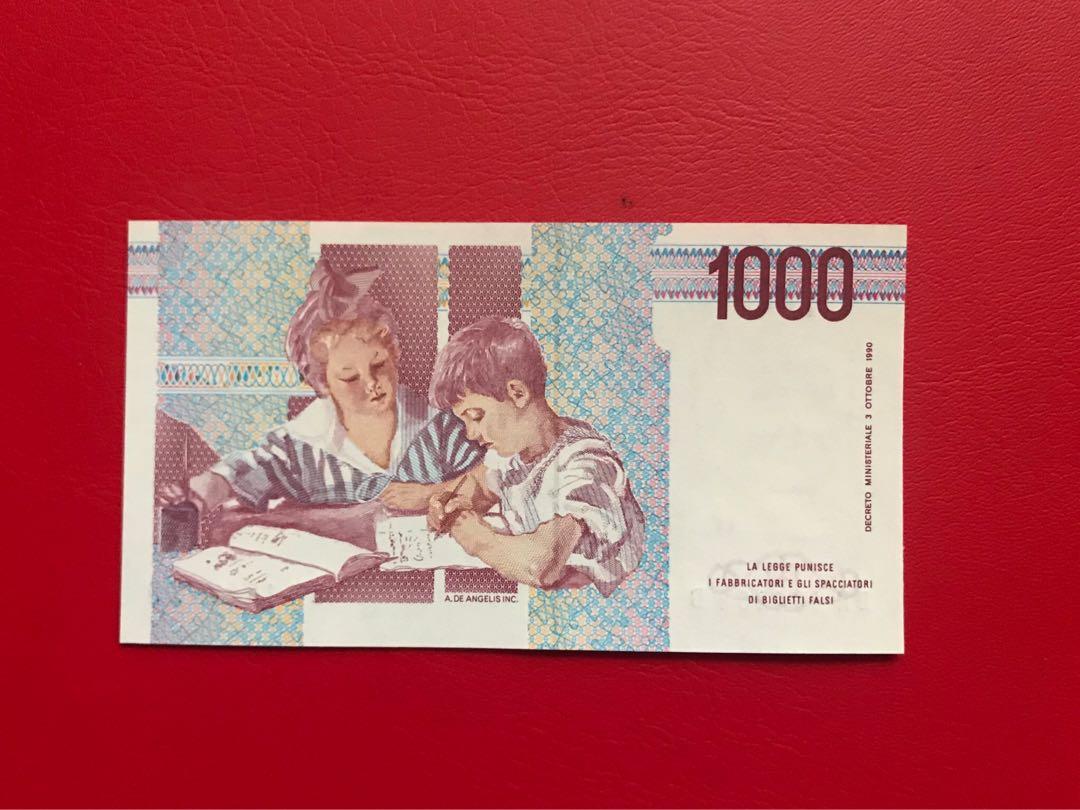 1000
DECRETO MINISTERIALE 3 OTTOBRE 1990
LA LEGGE PUNISCE
I FABBRICATORI E GLI SPACCIATORI
DI BIGLIETTI FALSI
A. DE ANGELIS INC.